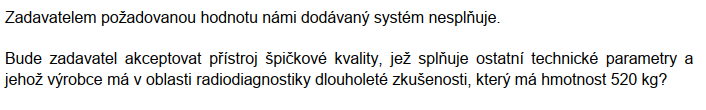 Zadavatelem požadovanou hodnotu námi dodávaný systém nesplňuje.
Bude zadavatel akceptovat přístroj špičkové kvality, jež splňuje ostatní technické parametry a
jehož výrobce má v oblasti radiodiagnostiky dlouholeté zkušenosti, který má hmotnost 520 kg?